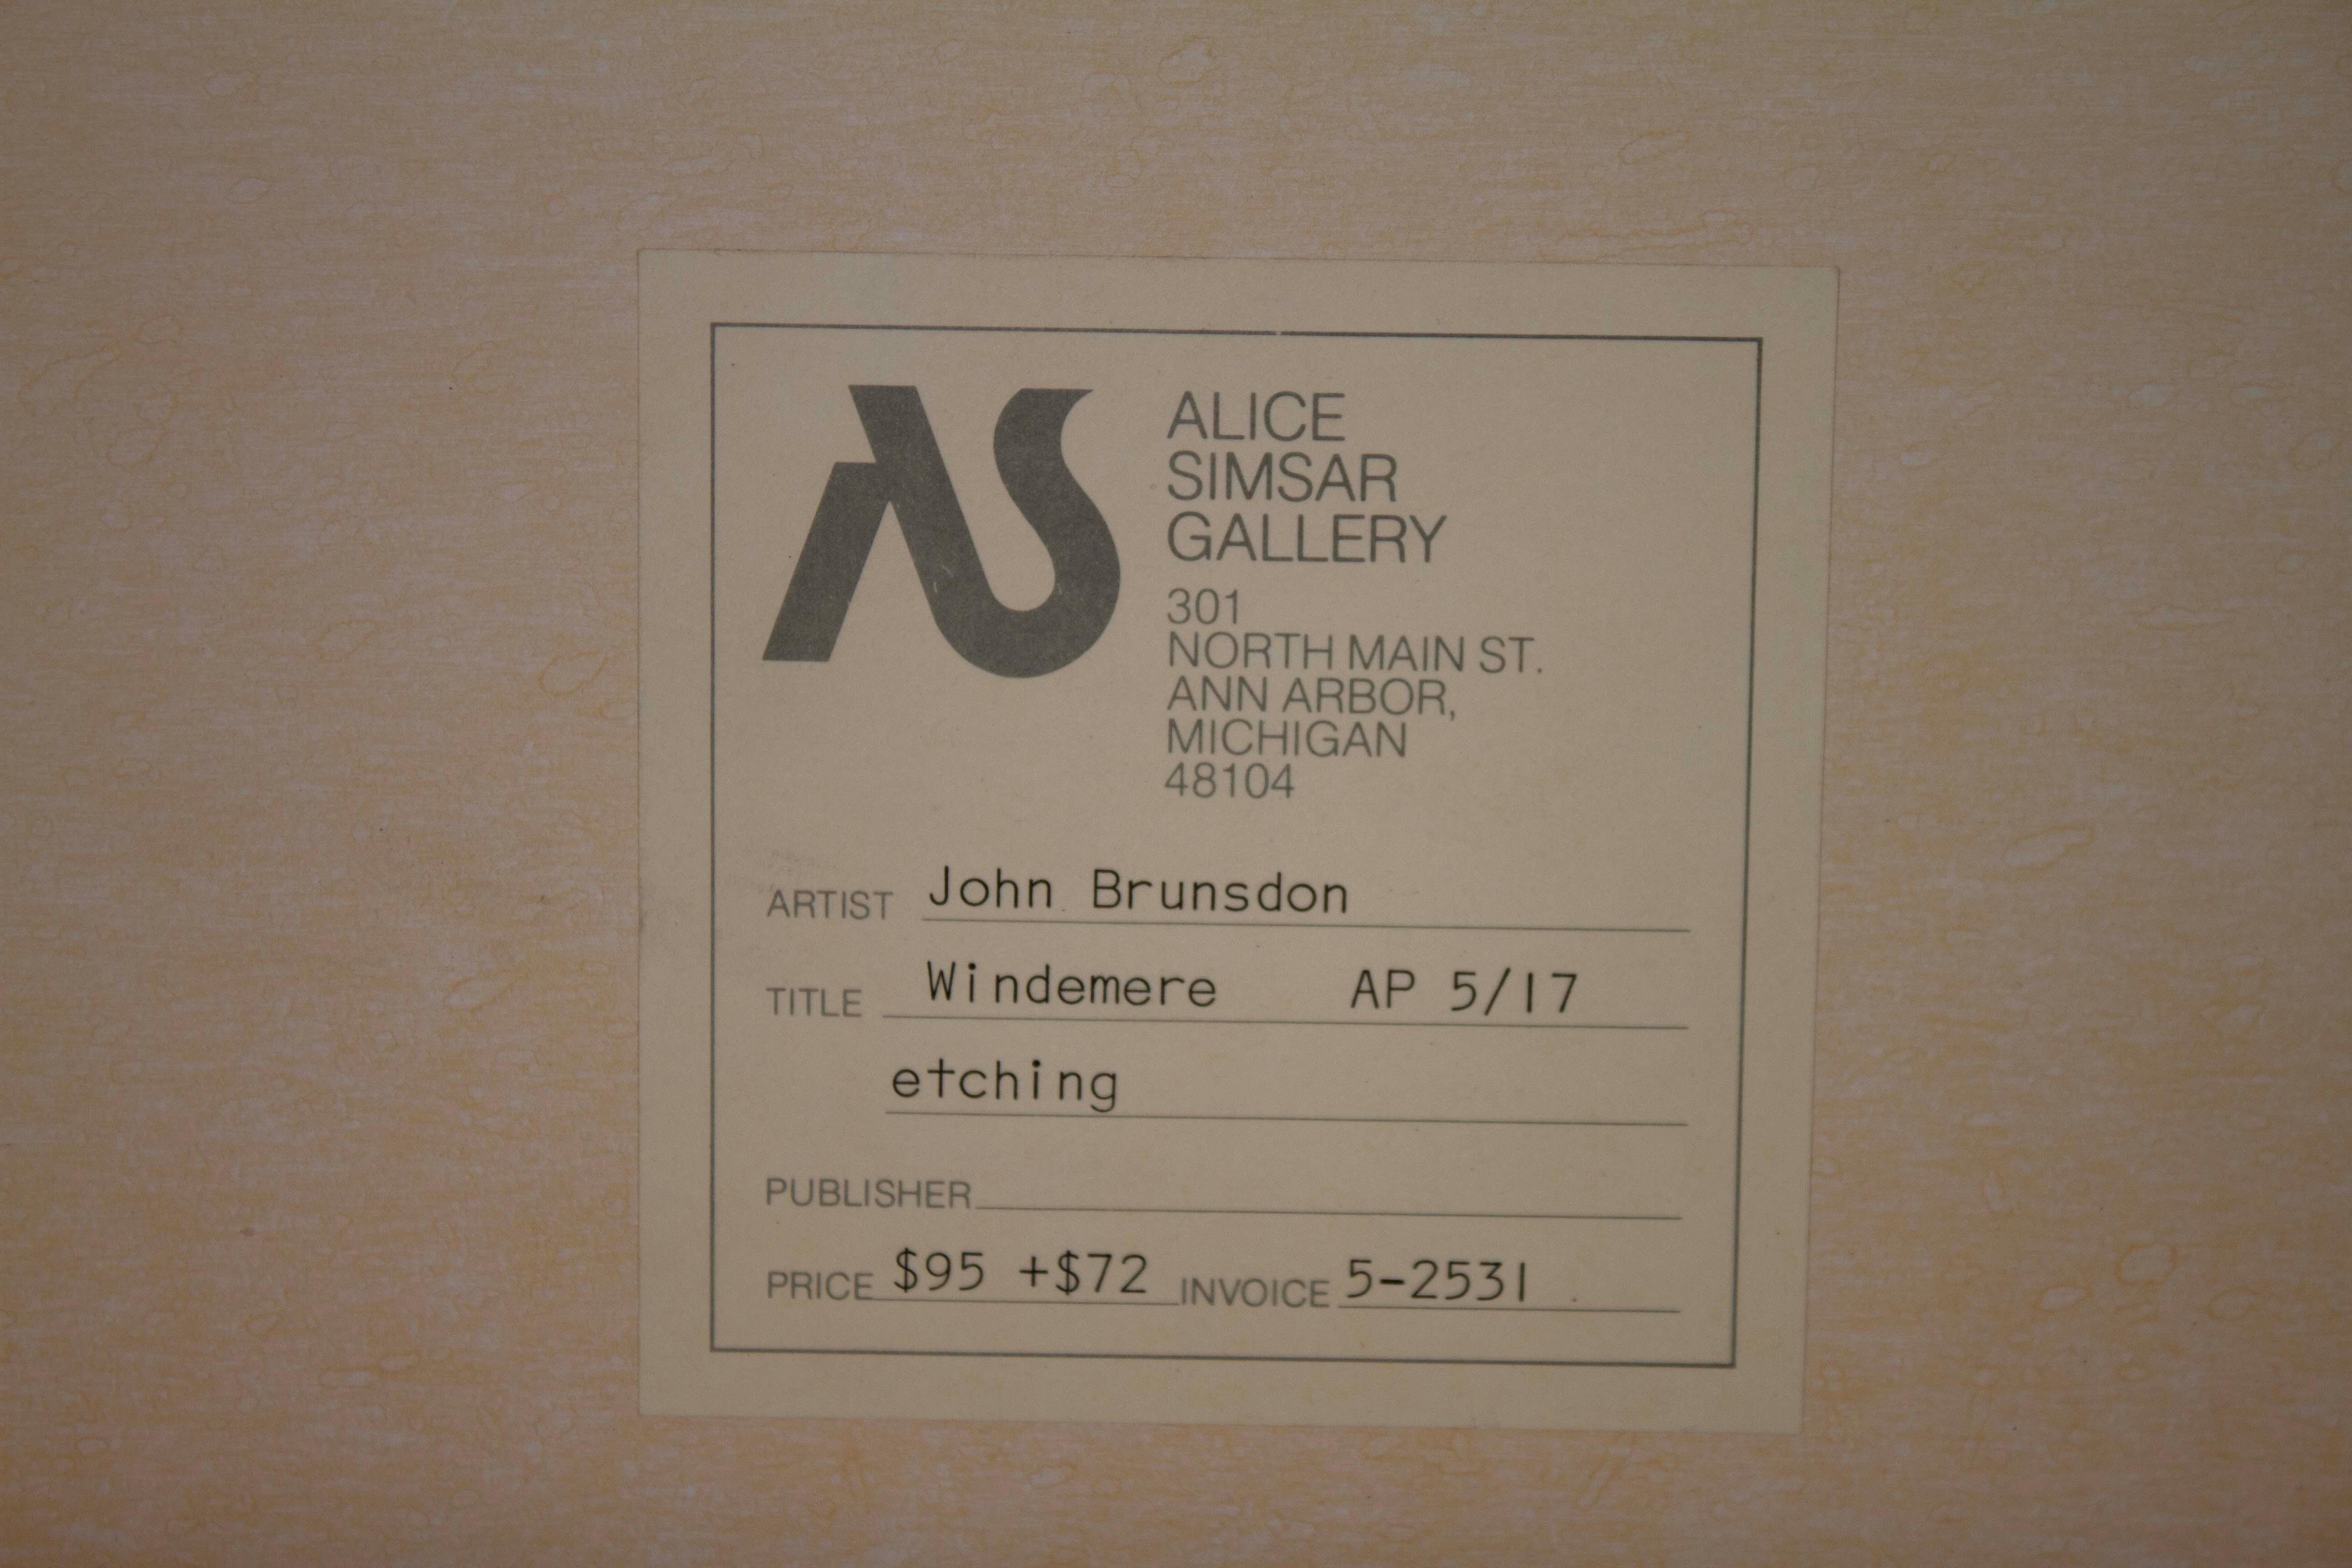 AS
ALICE
SIMSAR
GALLERY
301
NORTH MAIN ST.
ANN ARBOR,
MICHIGAN
48104
ARTIST John Brunsdon
TITLE Windemere AP 5/17
etching
PUBLISHER
PRICE $95 +$72 INVOICE 5-2531